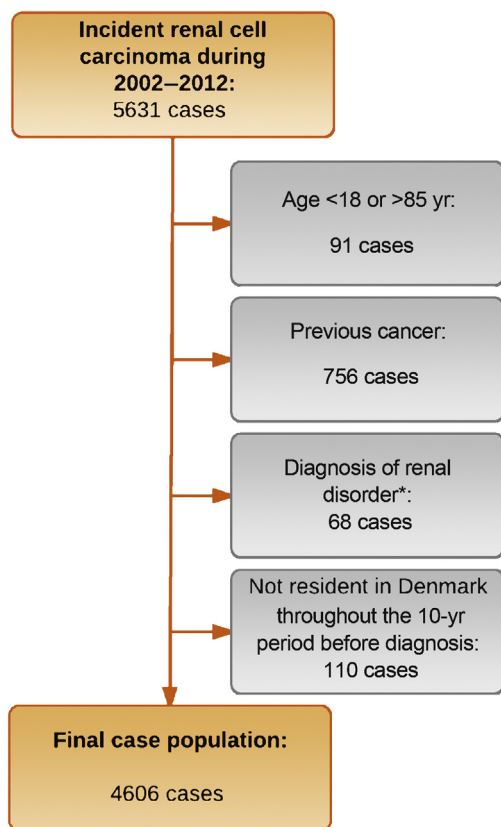 Incident renal cell
carcinoma during
2002–2012:
5631 cases
Age <18 or >85 yr:
91 cases
Previous cancer:
756 cases
Diagnosis of renal
disorder*:
68 cases
Not resident in Denmark
throughout the 10-yr
period before diagnosis:
110 cases
Final case population:
4606 cases